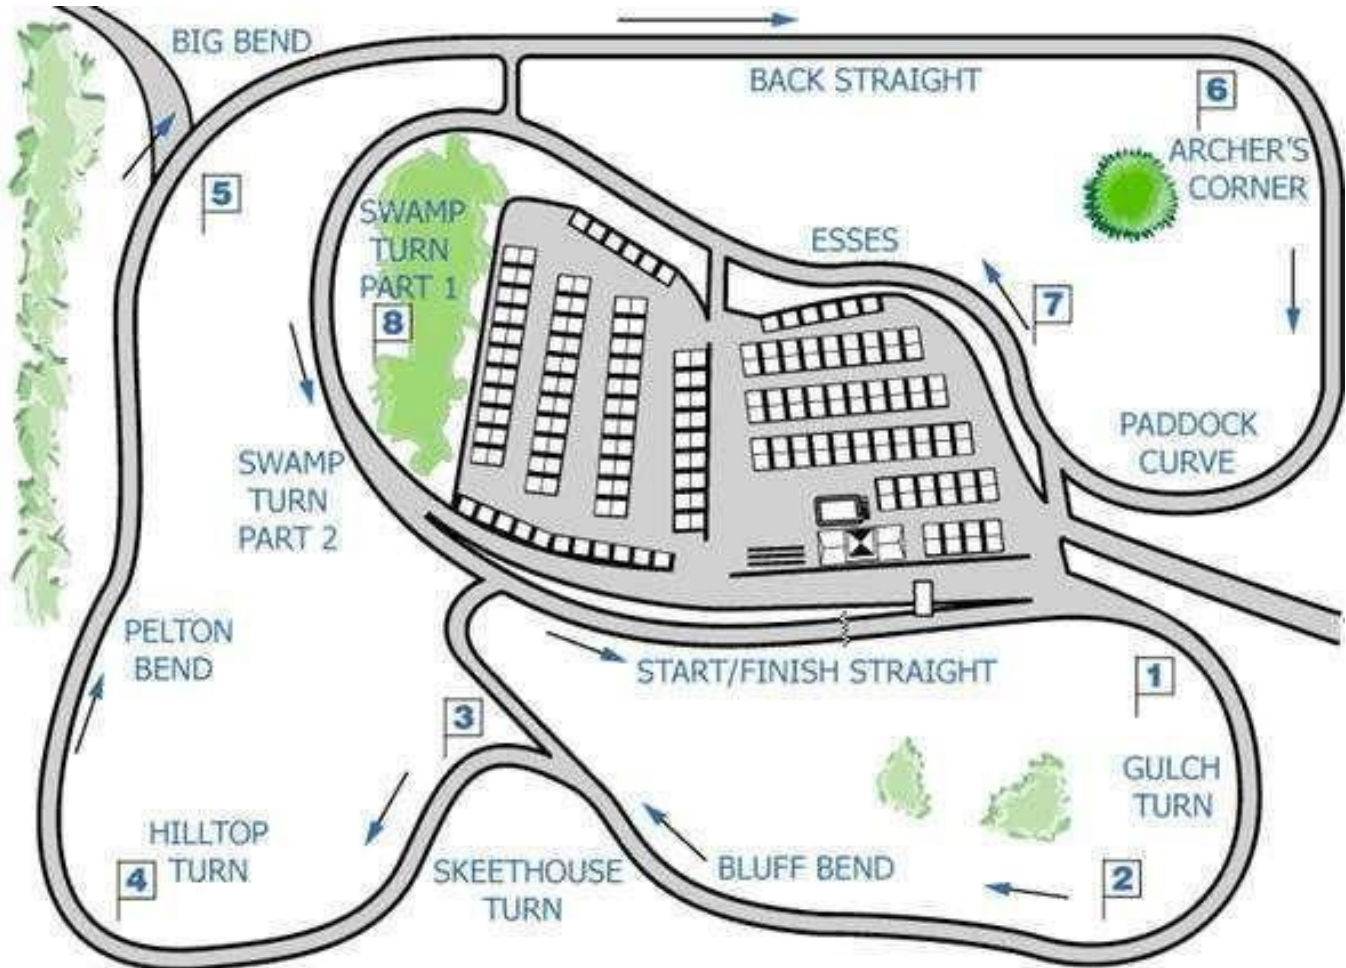 BIG BEND
BACK STRAIGHT
6
ARCHER'S
CORNER
5
SWAMP
TURN
PART 1
ESSES
7
8
PADDOCK
CURVE
SWAMP
TURN
PART 2
PELTON
BEND
START/FINISH STRAIGHT
1
3
GULCH
TURN
HILLTOP
TURN
4
SKEETHOUSE
TURN
BLUFF BEND
2